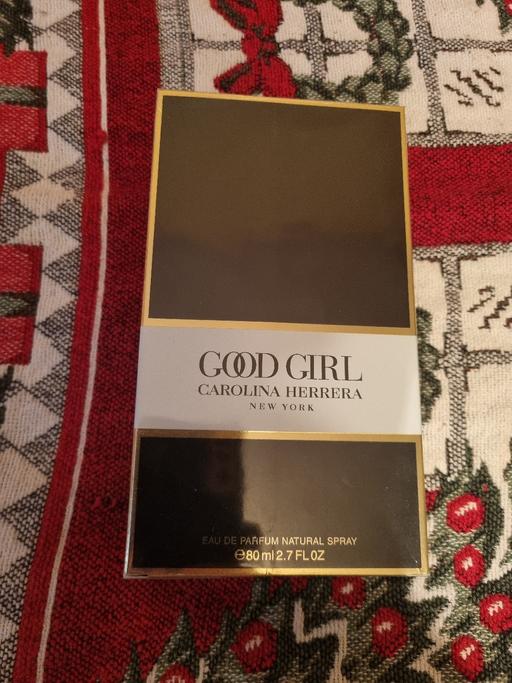 GOOD GIRL
CAROLINA HERRERA
NEW YORK
EAU DE PARFUM NATURAL SPRAY
℮80 ml 2.7 FL OZ